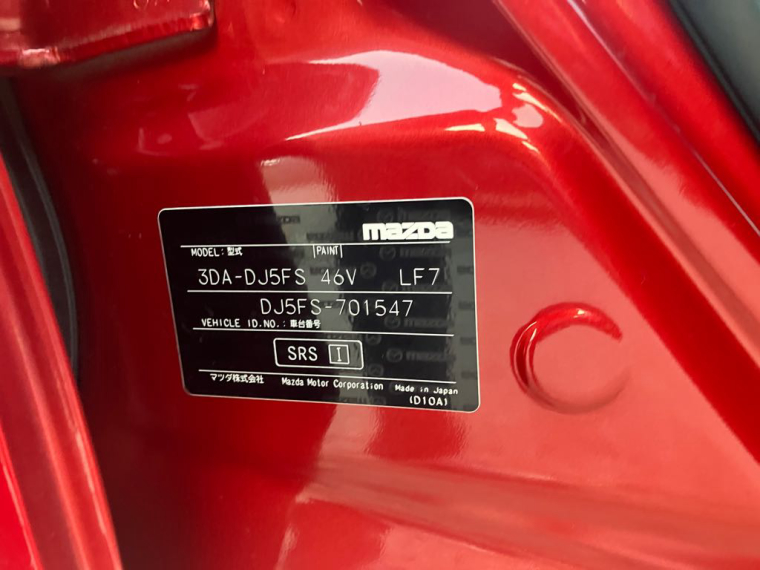 mazda
MODEL: 型式 PAINT
3DA-DJ5FS 46V LF7
DJ5FS-701547
VEHICLE ID.NO.: 車台番号
SRS I
マツダ株式会社 Mazda Motor Corporation Made in Japan
(D10A)